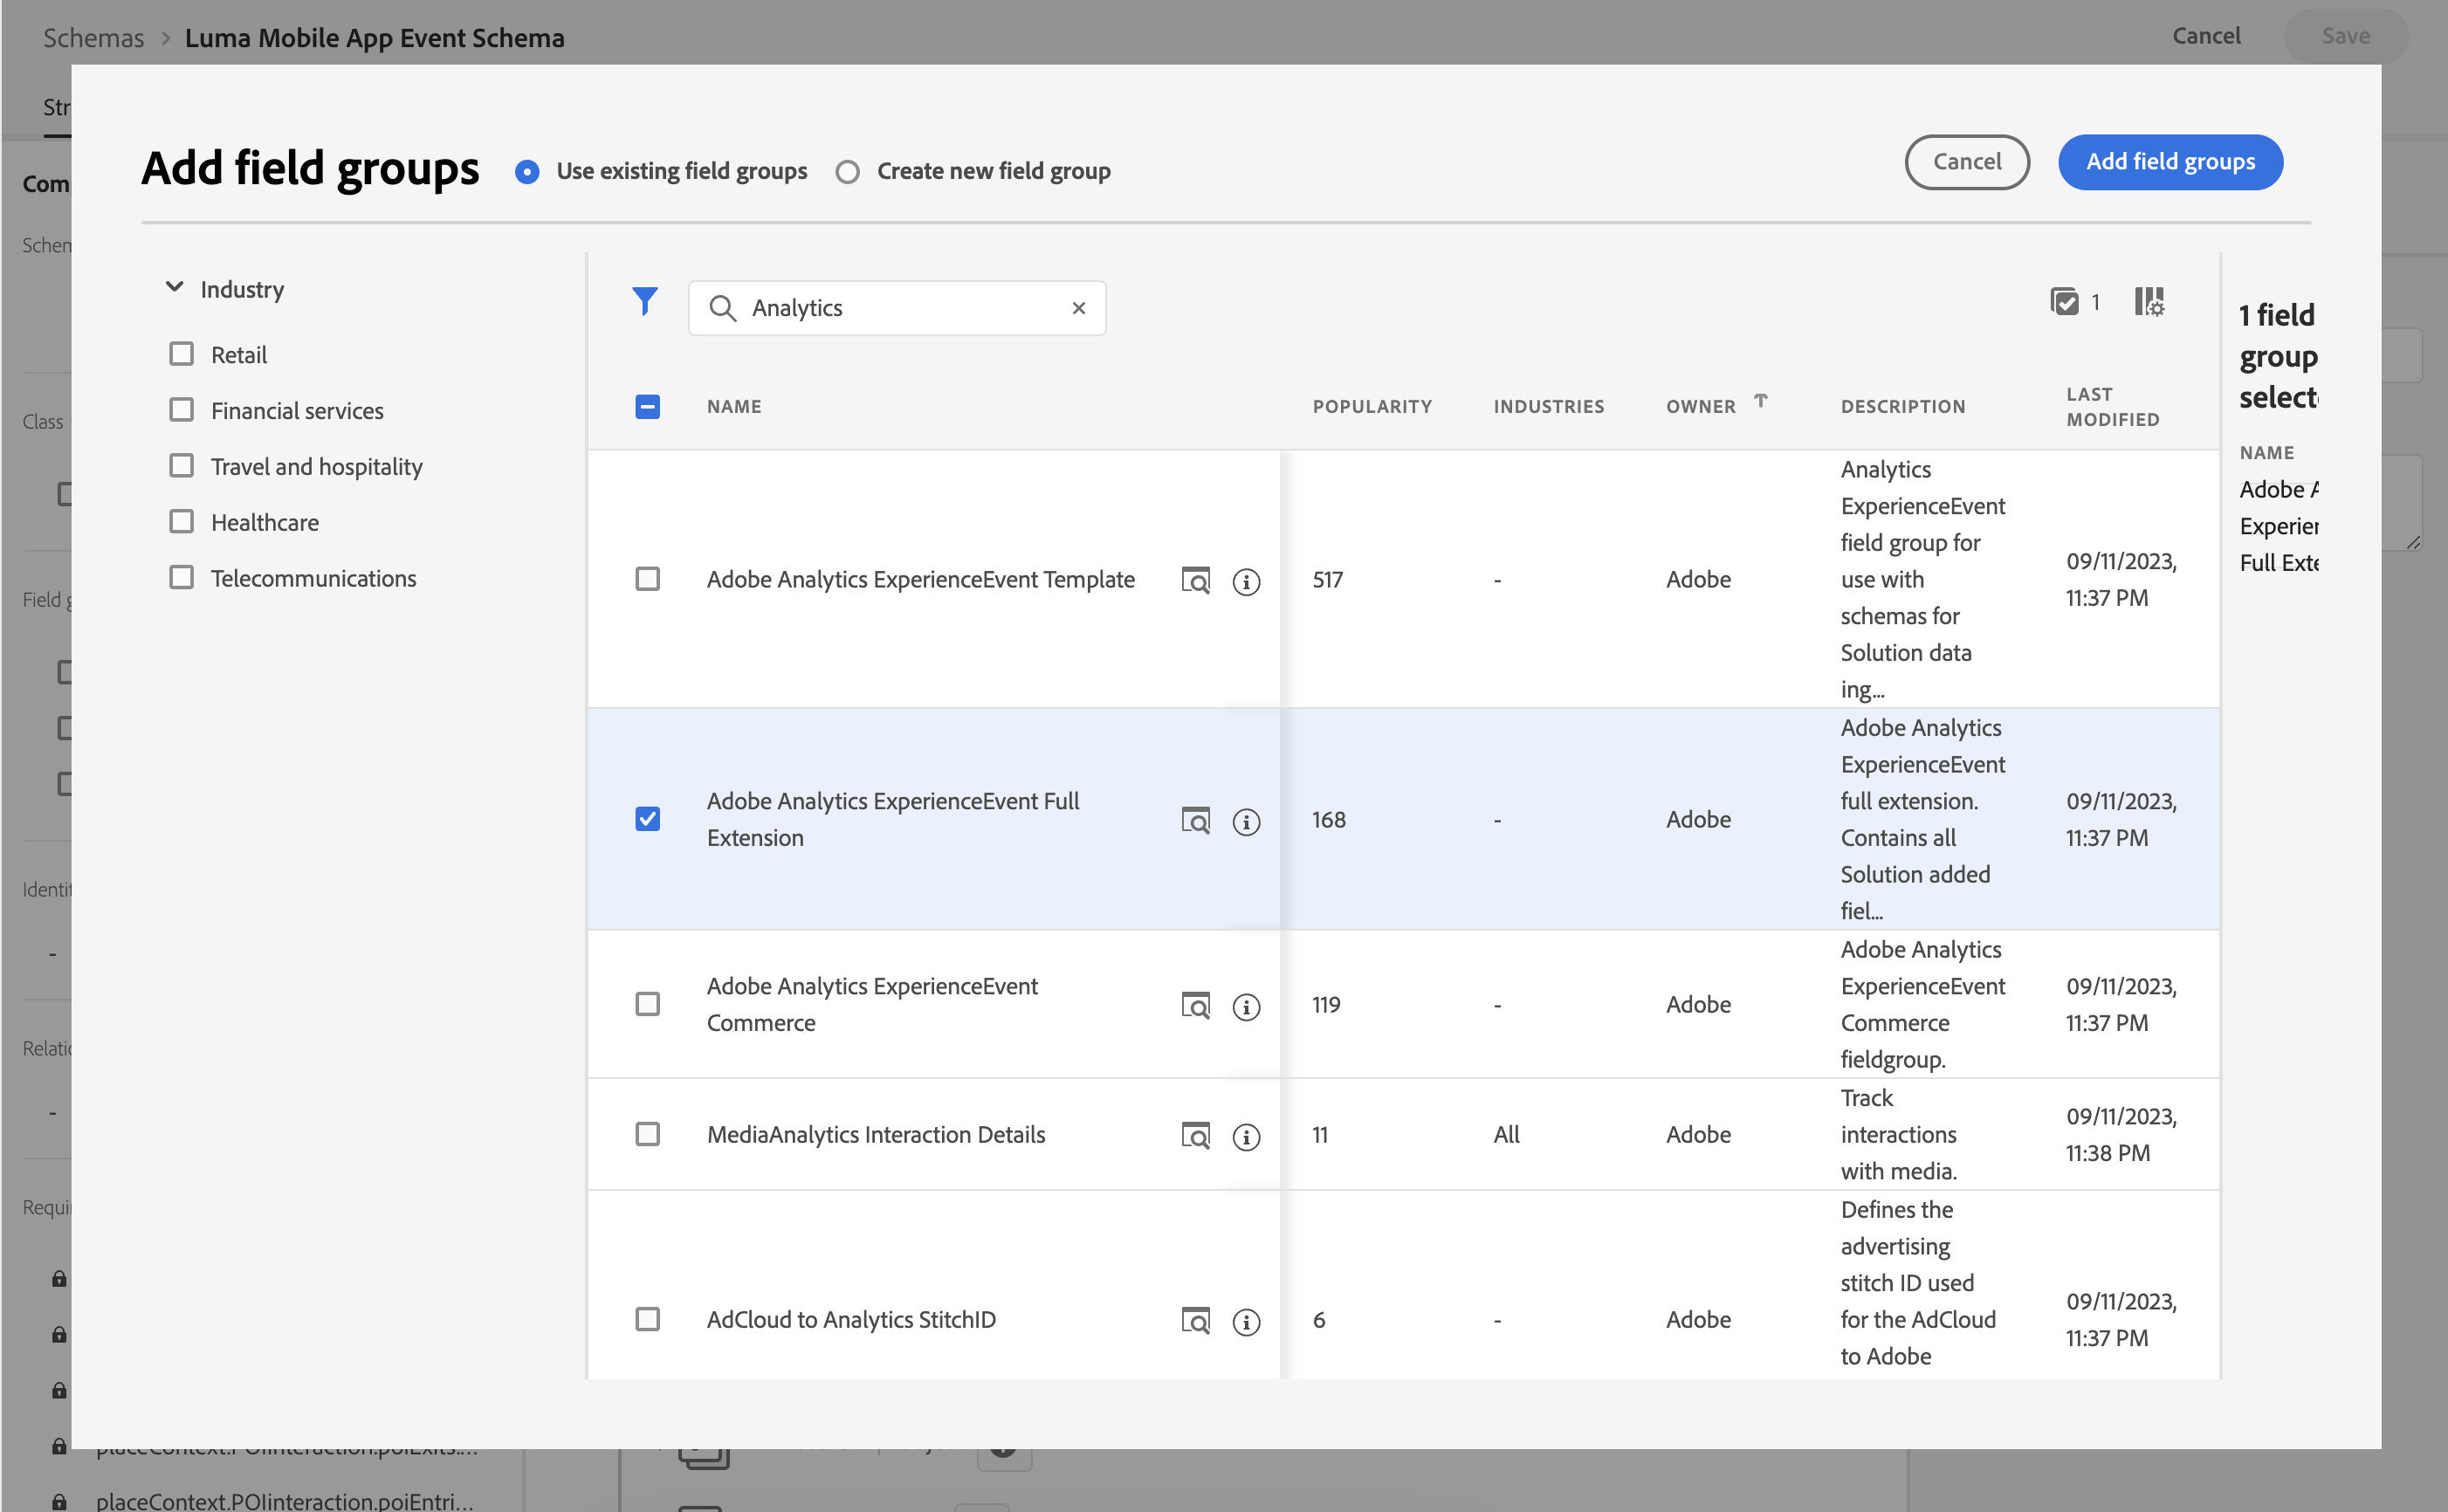 Schemas > Luma Mobile App Event Schema
Cancel
Save
Str
Add field groups
Use existing field groups
Create new field group
Cancel
Add field groups
Com
Schem
Class
Field g
Identit
-
Relatio
-
Requi
Industry
Retail
Financial services
Travel and hospitality
Healthcare
Telecommunications
Analytics
1
NAME
POPULARITY
INDUSTRIES
OWNER
DESCRIPTION
LAST
MODIFIED
Adobe Analytics ExperienceEvent Template
517
-
Adobe
Analytics
ExperienceEvent
field group for
use with
schemas for
Solution data
ing...
09/11/2023,
11:37 PM
Adobe Analytics ExperienceEvent Full
Extension
168
-
Adobe
Adobe Analytics
ExperienceEvent
full extension.
Contains all
Solution added
fiel...
09/11/2023,
11:37 PM
Adobe Analytics ExperienceEvent
Commerce
119
-
Adobe
Adobe Analytics
ExperienceEvent
Commerce
fieldgroup.
09/11/2023,
11:37 PM
MediaAnalytics Interaction Details
11
All
Adobe
Track
interactions
with media.
09/11/2023,
11:38 PM
AdCloud to Analytics StitchID
6
-
Adobe
Defines the
advertising
stitch ID used
for the AdCloud
to Adobe
09/11/2023,
11:37 PM
1 field
group
select
NAME
Adobe A
Experien
Full Exte
placeContext.POIinteraction.poiExits....
placeContext.POIinteraction.poiEntri...